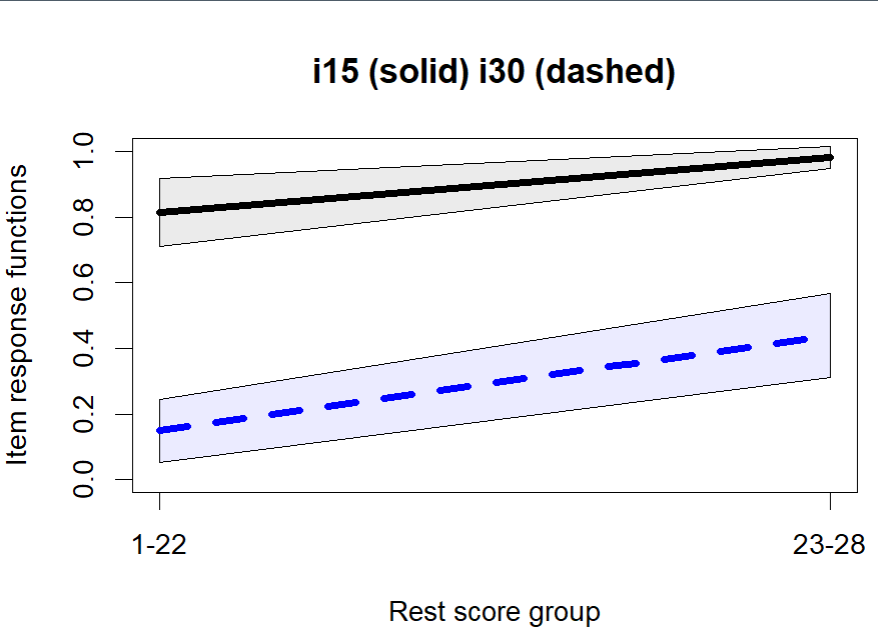 i15 (solid) i30 (dashed)
Item response functions
1.0
0.8
0.6
0.4
0.2
0.0
1-22
23-28
Rest score group